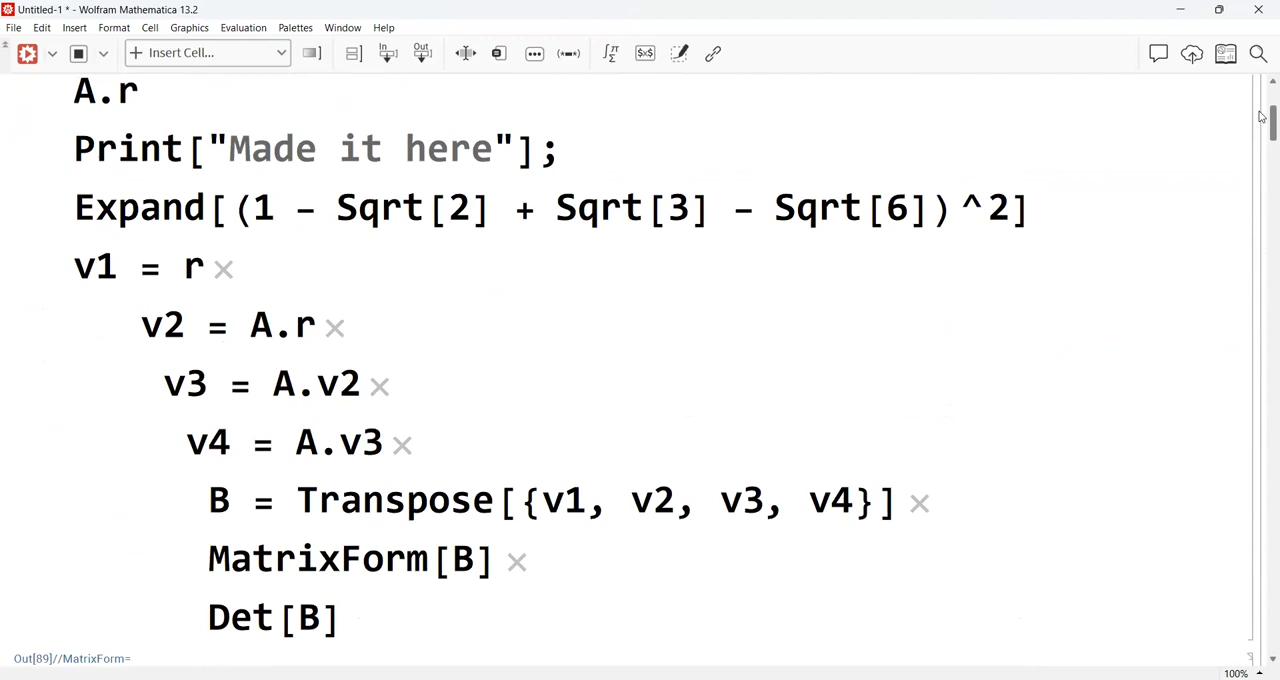 Untitled-1 * - Wolfram Mathematica 13.2
File Edit Insert Format Cell Graphics Evaluation Palettes Window Help
+ Insert Cell... In[] Out[] ∫π Σ $x$
A.r
Print["Made it here"];
Expand[(1 – Sqrt[2] + Sqrt[3] – Sqrt[6])^2]
v1 = r ×
v2 = A.r ×
v3 = A.v2 ×
v4 = A.v3 ×
B = Transpose[{v1, v2, v3, v4}] ×
MatrixForm[B] ×
Det[B]
Out[89]//MatrixForm=
100%